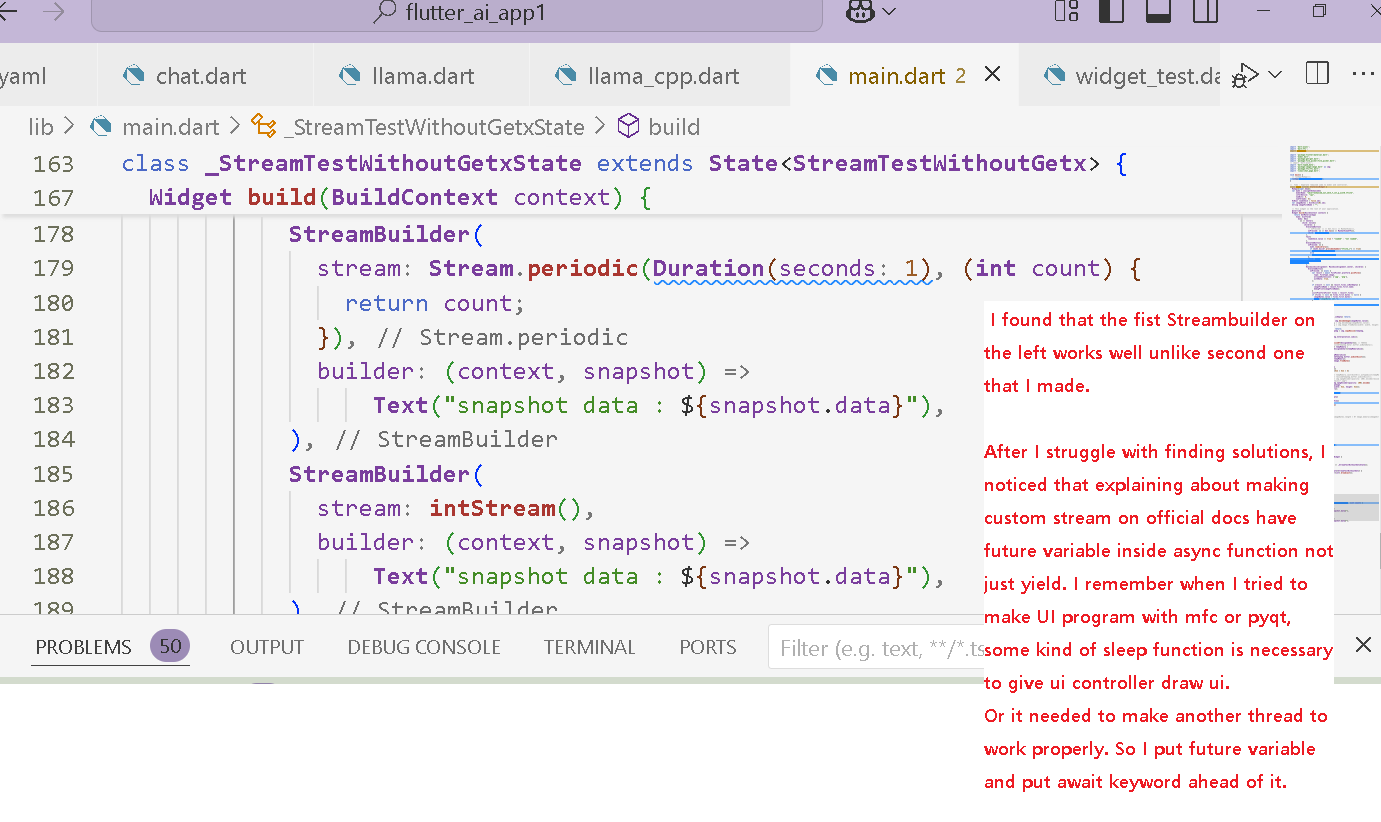 flutter_ai_app1
yaml
chat.dart
llama.dart
llama_cpp.dart
main.dart 2
widget_test.da
lib > main.dart > _StreamTestWithoutGetxState > build
163 class _StreamTestWithoutGetxState extends State<StreamTestWithoutGetx> {
167 Widget build(BuildContext context) {
178 StreamBuilder(
179 stream: Stream.periodic(Duration(seconds: 1), (int count) {
180 return count;
181 }), // Stream.periodic
182 builder: (context, snapshot) =>
183 Text("snapshot data : ${snapshot.data}"),
184 ), // StreamBuilder
185 StreamBuilder(
186 stream: intStream(),
187 builder: (context, snapshot) =>
188 Text("snapshot data : ${snapshot.data}"),
189 ) // StreamBuilder
I found that the fist Streambuilder on
the left works well unlike second one
that I made.
After I struggle with finding solutions, I
noticed that explaining about making
custom stream on official docs have
future variable inside async function not
just yield. I remember when I tried to
make UI program with mfc or pyqt,
some kind of sleep function is necessary
to give ui controller draw ui.
Or it needed to make another thread to
work properly. So I put future variable
and put await keyword ahead of it.
PROBLEMS 50
OUTPUT
DEBUG CONSOLE
TERMINAL
PORTS
Filter (e.g. text, **/*.ts